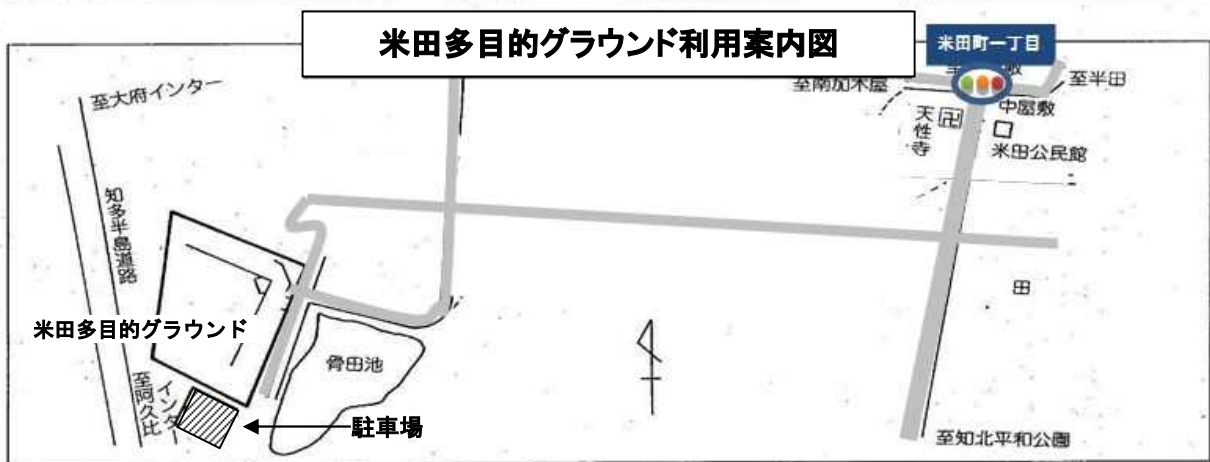 米田多目的グラウンド利用案内図
米田町一丁目
至大府インター
至南加木屋
至半田
中屋敷
天性寺
米田公民館
知多半島道路
田
米田多目的グラウンド
骨田池
至阿久比
インター
駐車場
至知北平和公園